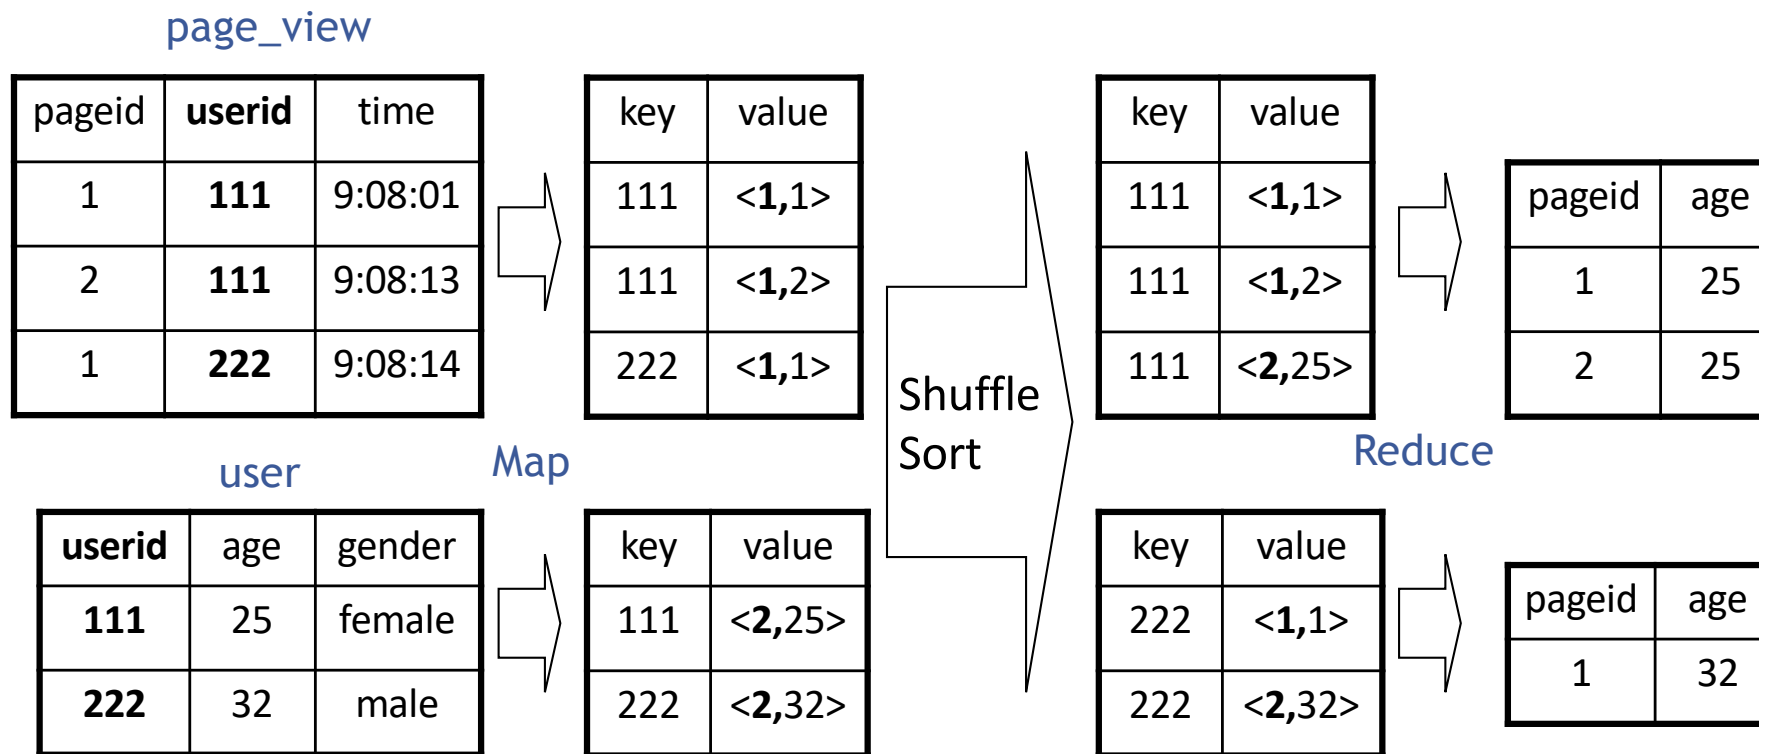 page_view
pageid userid time
1 111 9:08:01
2 111 9:08:13
1 222 9:08:14
key value
111 <1,1>
111 <1,2>
222 <1,1>
user
userid age gender
111 25 female
222 32 male
Map
key value
111 <2,25>
222 <2,32>
Shuffle
Sort
key value
111 <1,1>
111 <1,2>
111 <2,25>
pageid age
1 25
2 25
Reduce
key value
222 <1,1>
222 <2,32>
pageid age
1 32